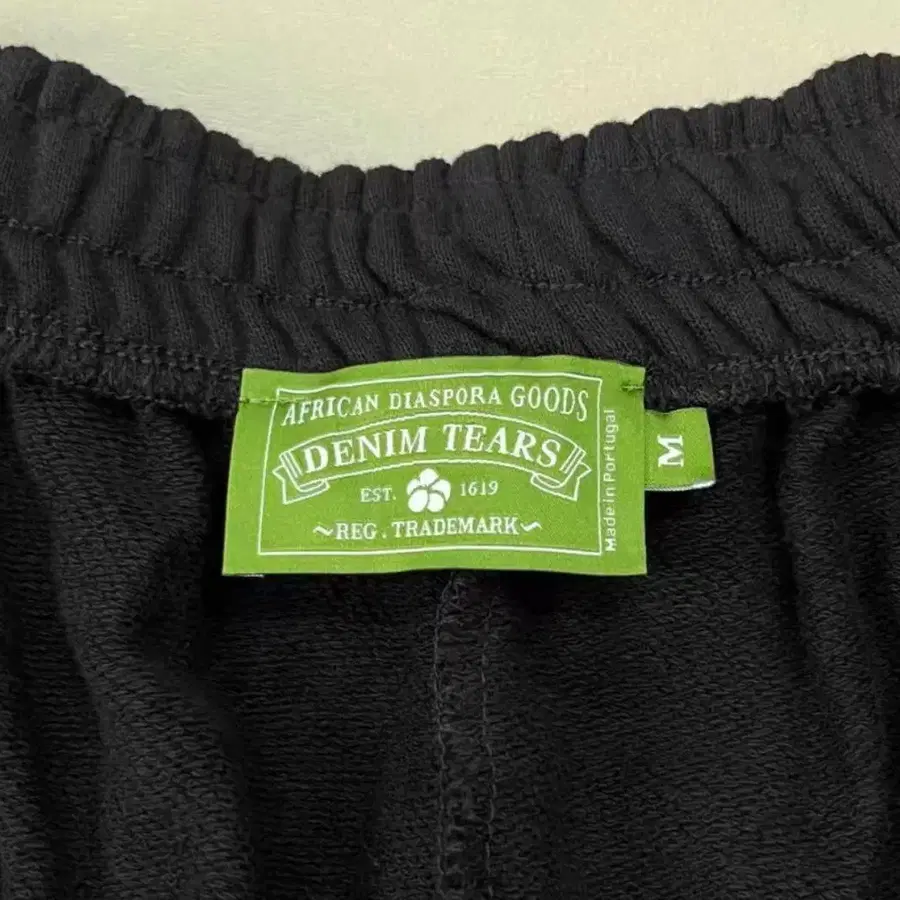 AFRICAN DIASPORA GOODS
DENIM TEARS
EST. 1619
~REG. TRADEMARK~
Made in Portugal
M